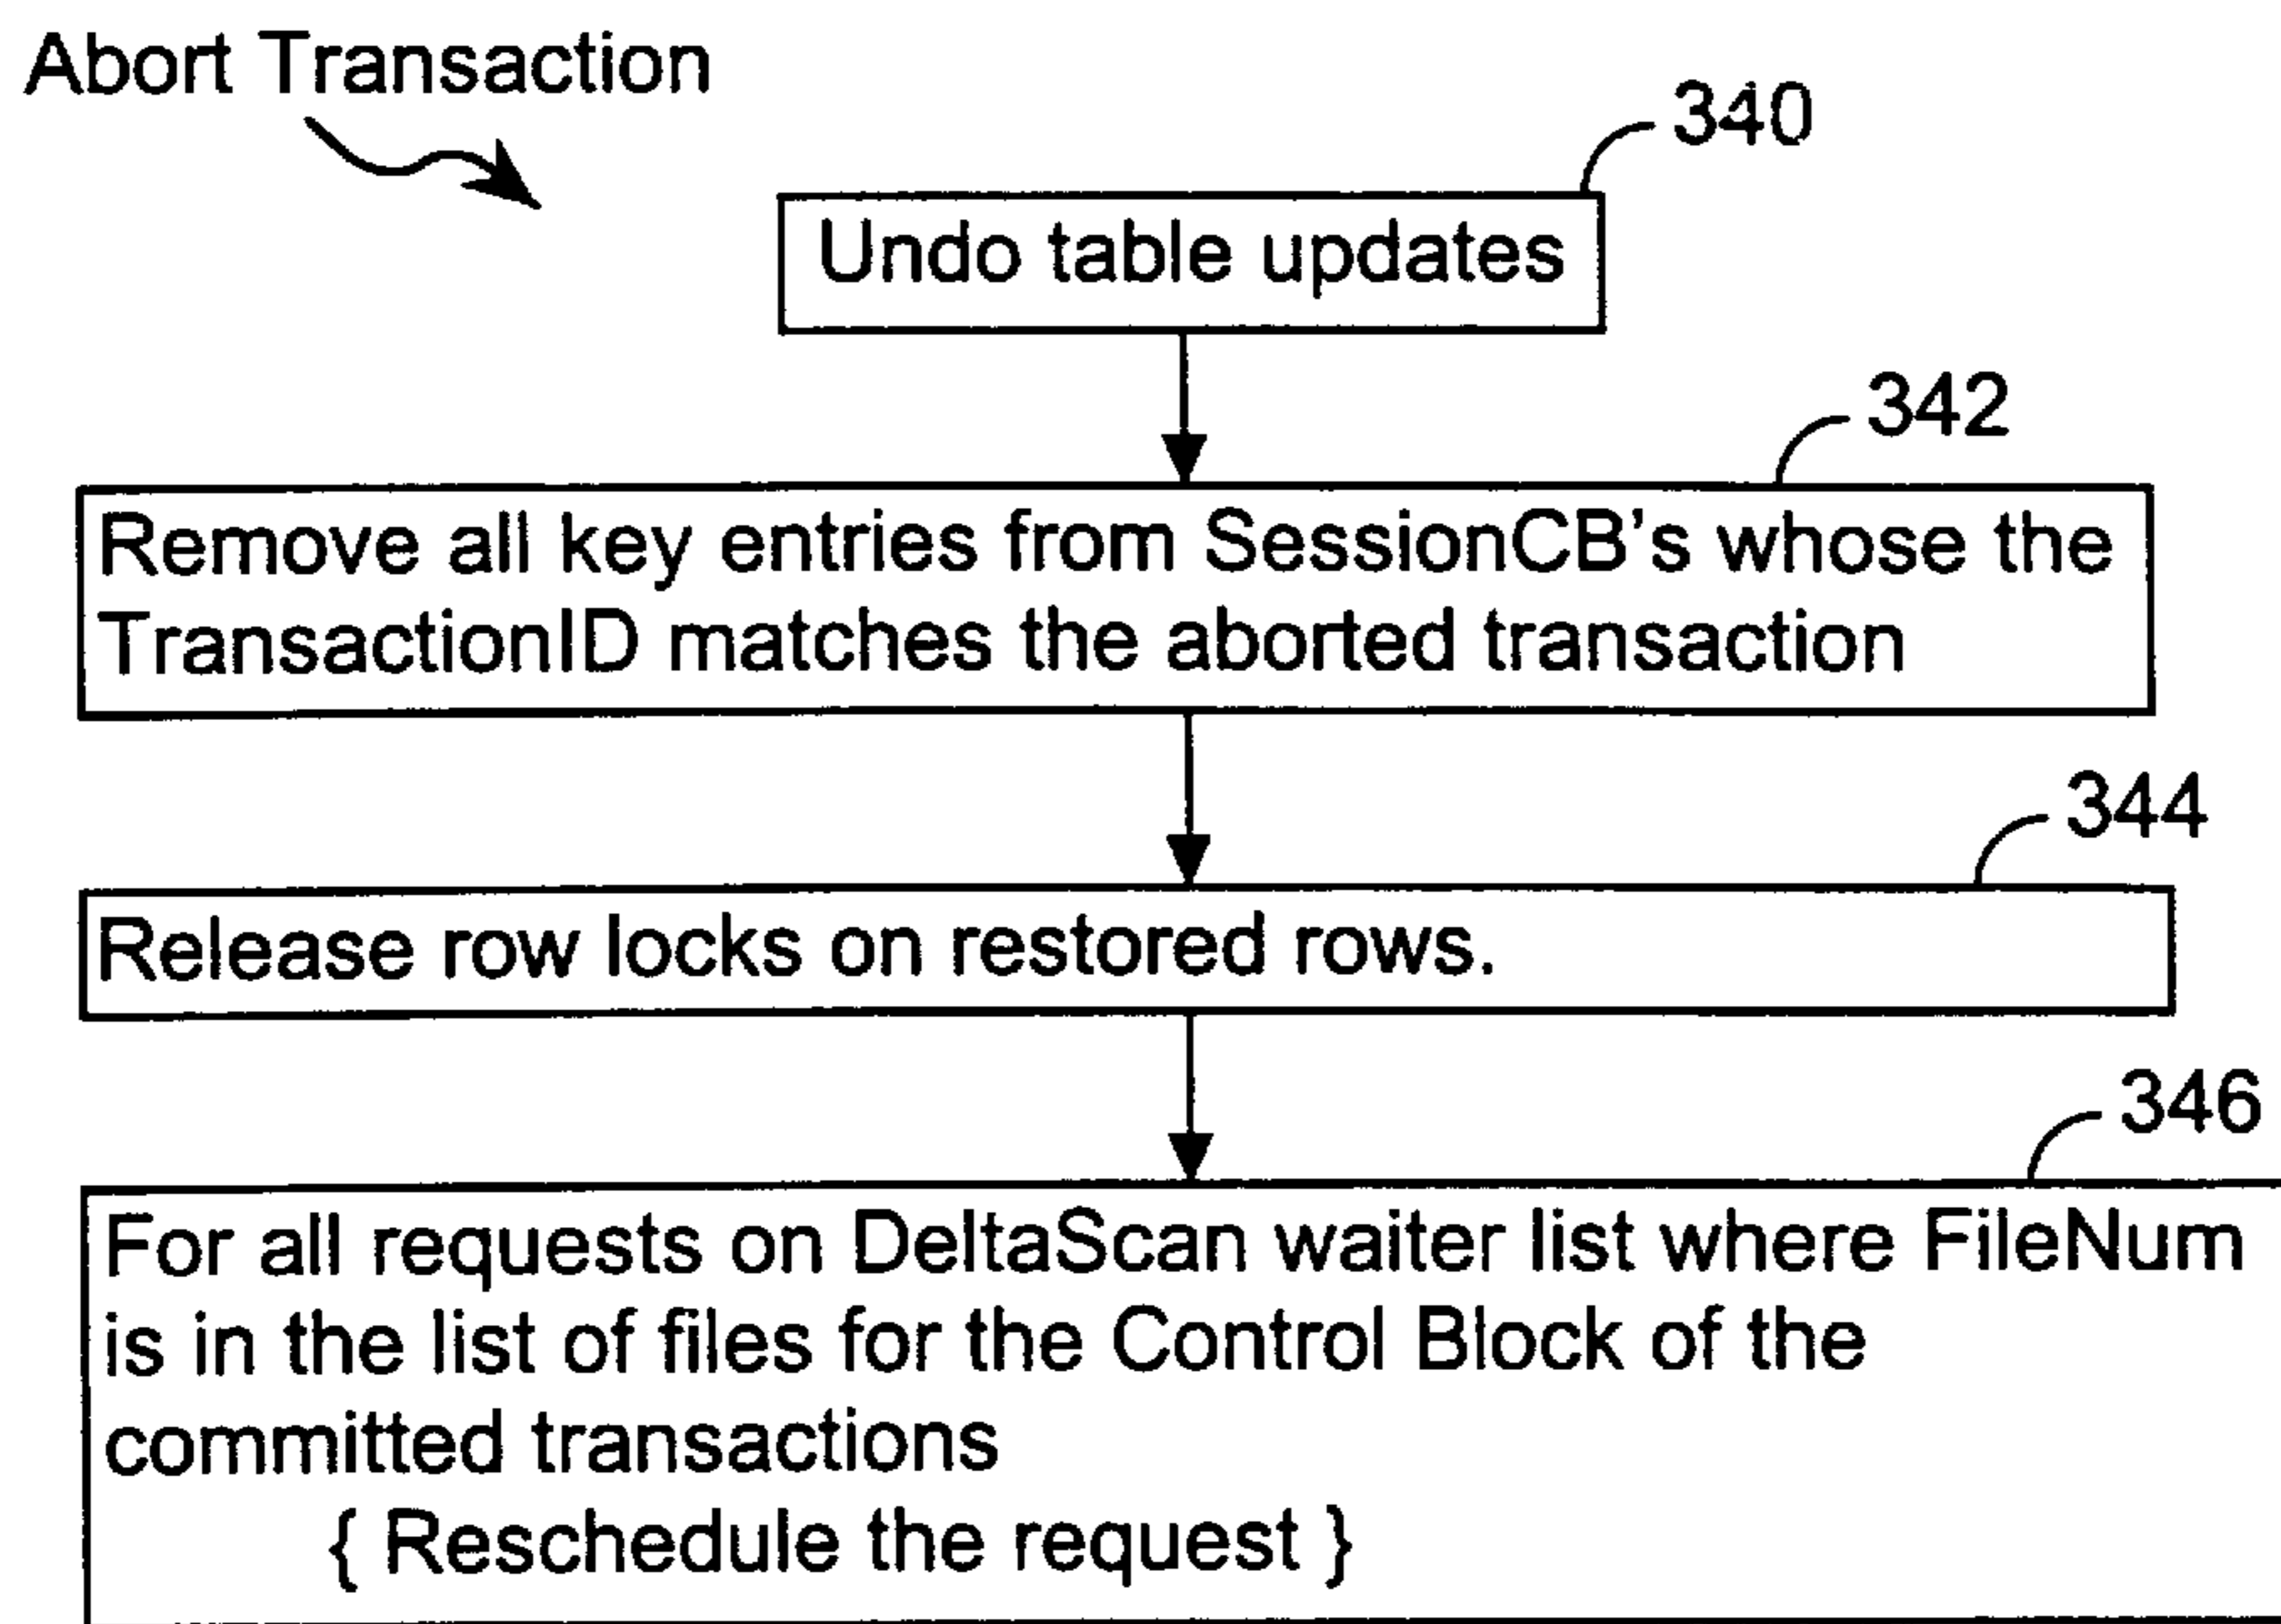 Abort Transaction
340
Undo table updates
342
Remove all key entries from SessionCB's whose the
TransactionID matches the aborted transaction
344
Release row locks on restored rows.
346
For all requests on DeltaScan waiter list where FileNum
is in the list of files for the Control Block of the
committed transactions
{ Reschedule the request }